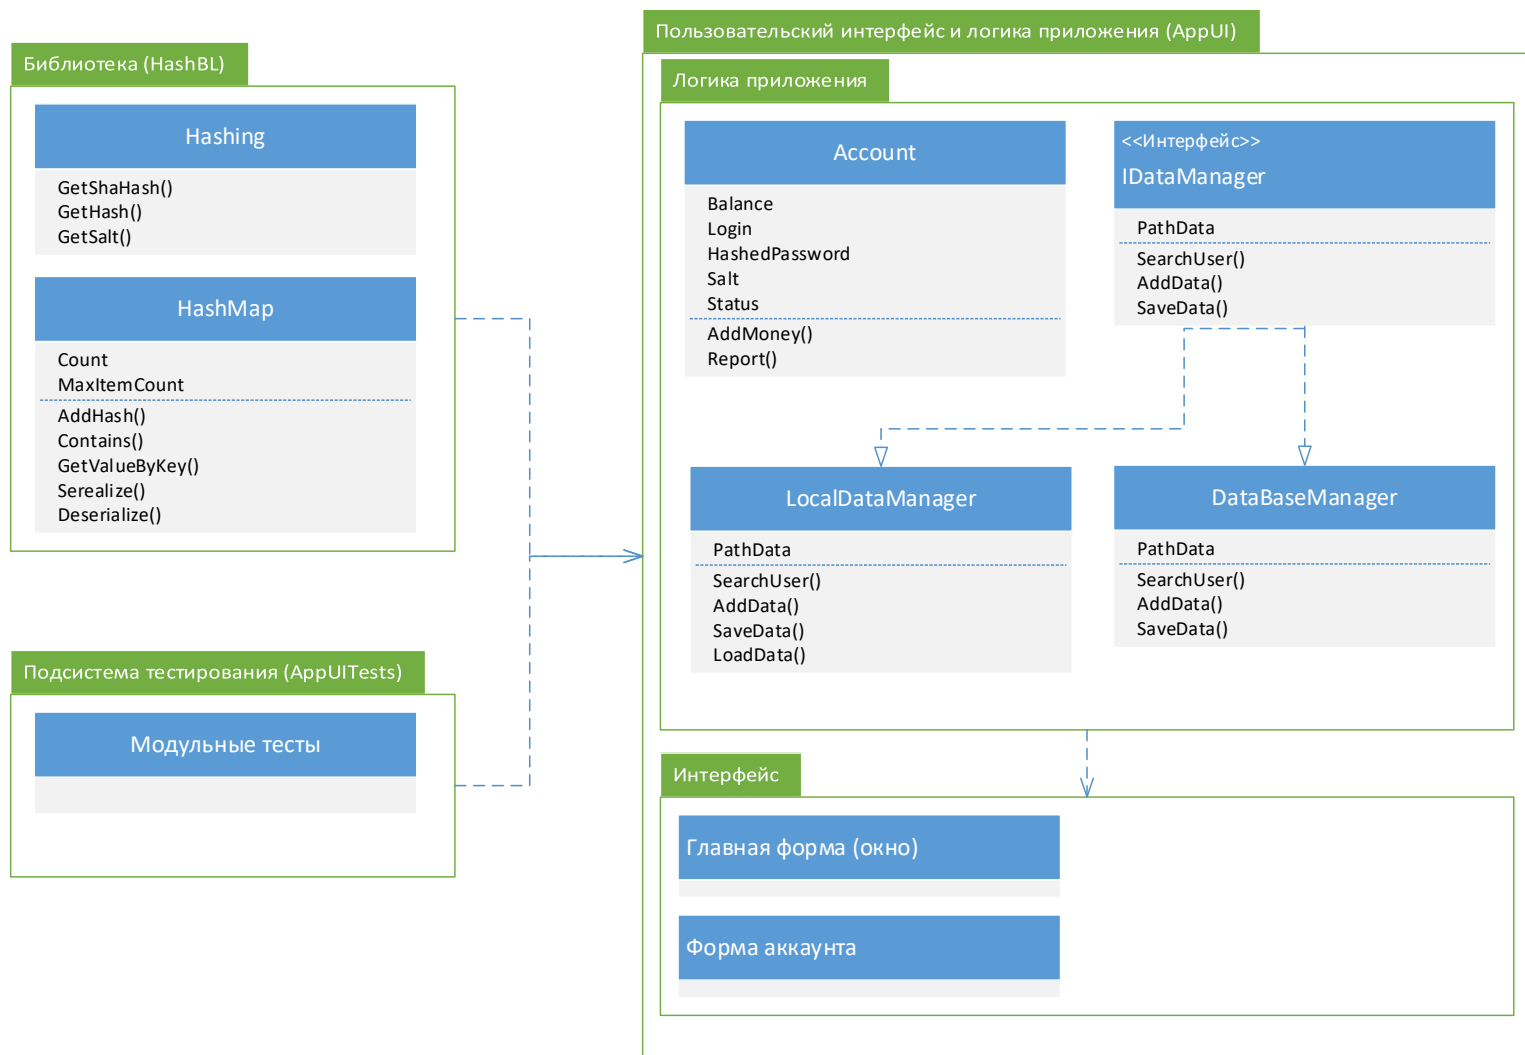 Библиотека (HashBL)
Hashing
GetShaHash()
GetHash()
GetSalt()
HashMap
Count
MaxItemCount
AddHash()
Contains()
GetValueByKey()
Serealize()
Deserialize()
Подсистема тестирования (AppUITests)
Модульные тесты
Пользовательский интерфейс и логика приложения (AppUI)
Логика приложения
Account
Balance
Login
HashedPassword
Salt
Status
AddMoney()
Report()
<<Интерфейс>>
IDataManager
PathData
SearchUser()
AddData()
SaveData()
LocalDataManager
PathData
SearchUser()
AddData()
SaveData()
LoadData()
DataBaseManager
PathData
SearchUser()
AddData()
SaveData()
Интерфейс
Главная форма (окно)
Форма аккаунта